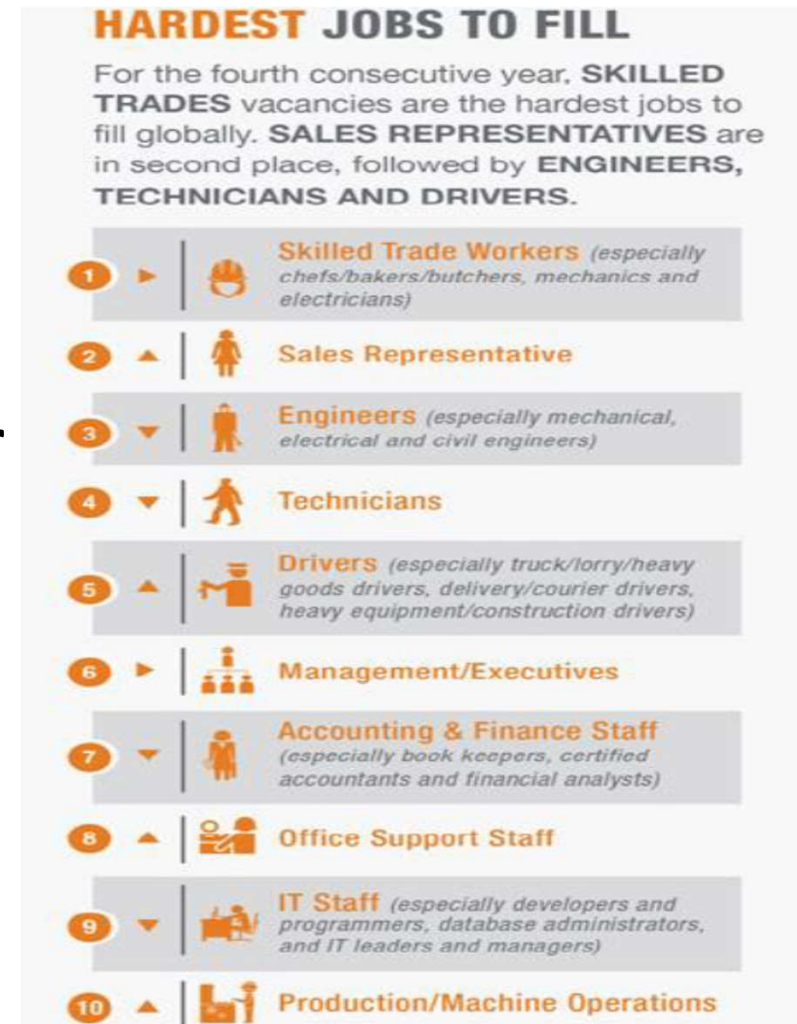 HARDEST JOBS TO FILL
For the fourth consecutive year, SKILLED
TRADES vacancies are the hardest jobs to
fill globally. SALES REPRESENTATIVES are
in second place, followed by ENGINEERS,
TECHNICIANS AND DRIVERS.
1 Skilled Trade Workers (especially
chefs/bakers/butchers, mechanics and
electricians)
2 Sales Representative
3 Engineers (especially mechanical,
electrical and civil engineers)
4 Technicians
5 Drivers (especially truck/lorry/heavy
goods drivers, delivery/courier drivers,
heavy equipment/construction drivers)
6 Management/Executives
7 Accounting & Finance Staff
(especially book keepers, certified
accountants and financial analysts)
8 Office Support Staff
9 IT Staff (especially developers and
programmers, database administrators,
and IT leaders and managers)
10 Production/Machine Operations